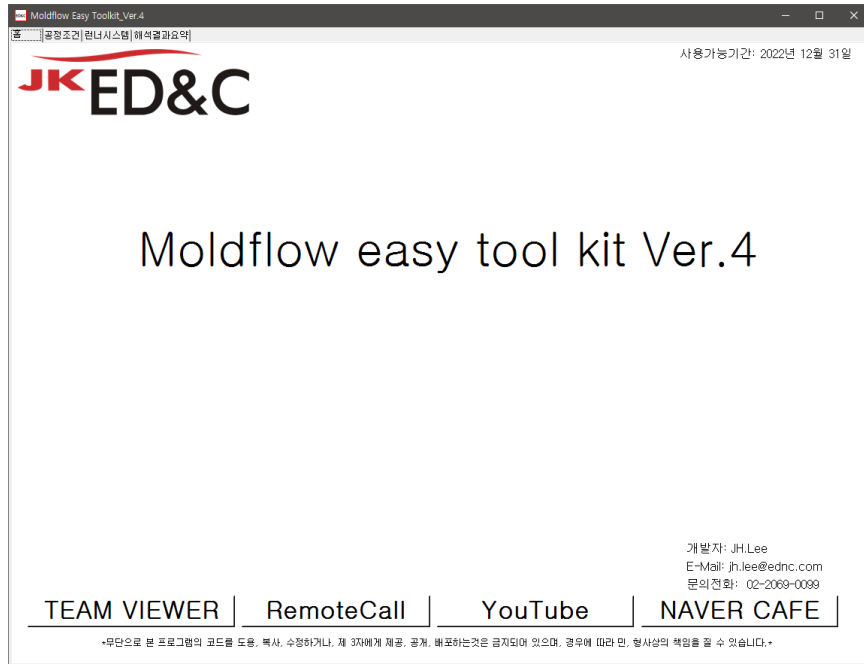 Moldflow Easy Toolkit_Ver.4
홈 공정조건 런너시스템 해석결과요약
사용가능기간: 2022년 12월 31일
JK ED&C
Moldflow easy tool kit Ver.4
개발자: JH.Lee
E-Mail: jh.lee@ednc.com
문의전화: 02-2069-0099
TEAM VIEWER RemoteCall YouTube NAVER CAFE
*무단으로 본 프로그램의 코드를 도용, 복사, 수정하거나, 제 3자에게 제공, 공개, 배포하는것은 금지되어 있으며, 경우에 따라 민, 형사상의 책임을 질 수 있습니다.*